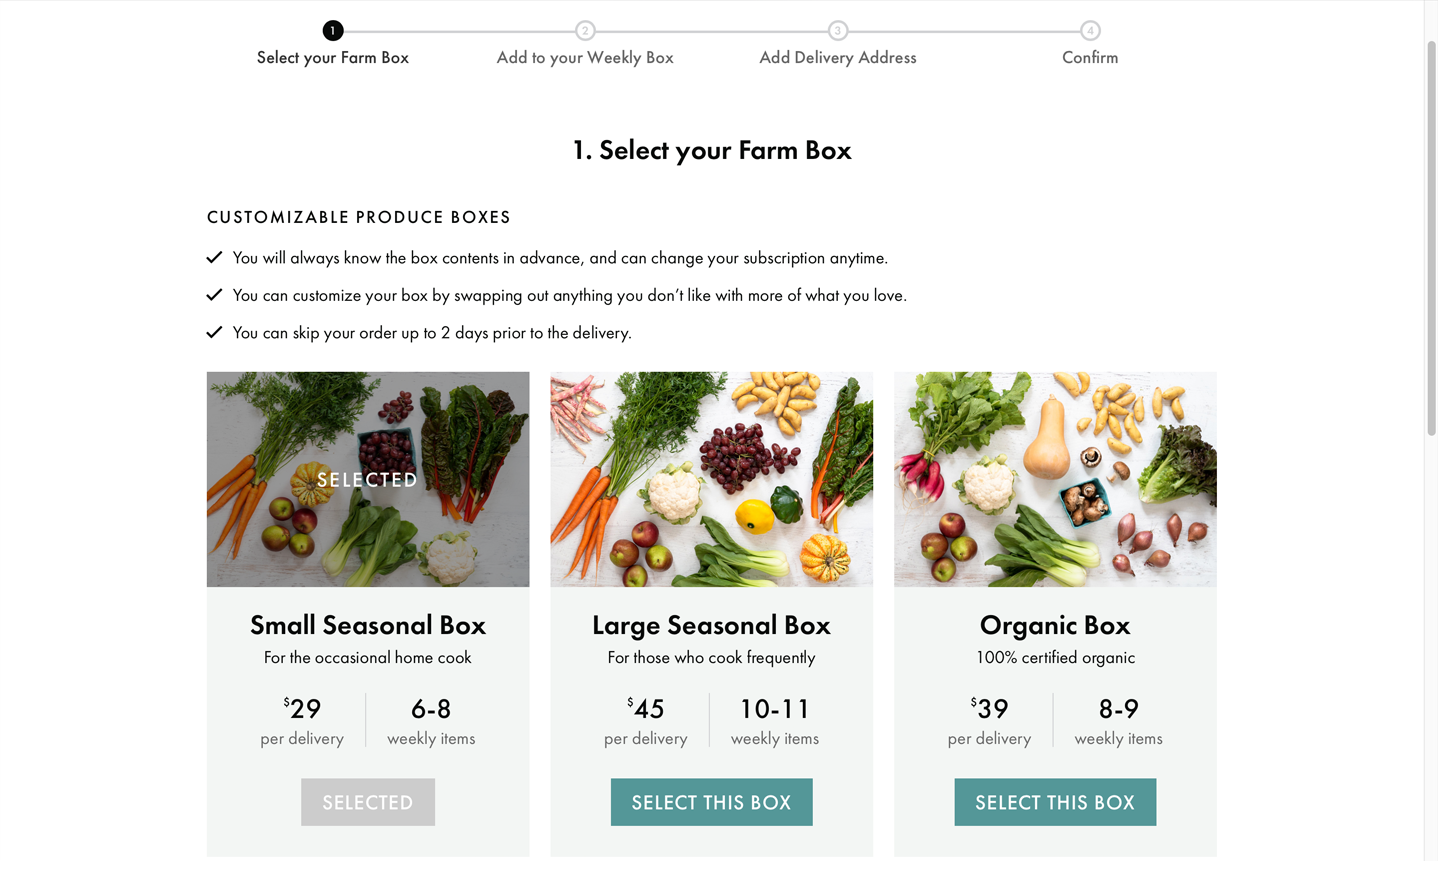 1
2
3
4
Select your Farm Box
Add to your Weekly Box
Add Delivery Address
Confirm
1. Select your Farm Box
CUSTOMIZABLE PRODUCE BOXES
You will always know the box contents in advance, and can change your subscription anytime.
You can customize your box by swapping out anything you don’t like with more of what you love.
You can skip your order up to 2 days prior to the delivery.
SELECTED
Small Seasonal Box
For the occasional home cook
$29
per delivery
6-8
weekly items
SELECTED
Large Seasonal Box
For those who cook frequently
$45
per delivery
10-11
weekly items
SELECT THIS BOX
Organic Box
100% certified organic
$39
per delivery
8-9
weekly items
SELECT THIS BOX